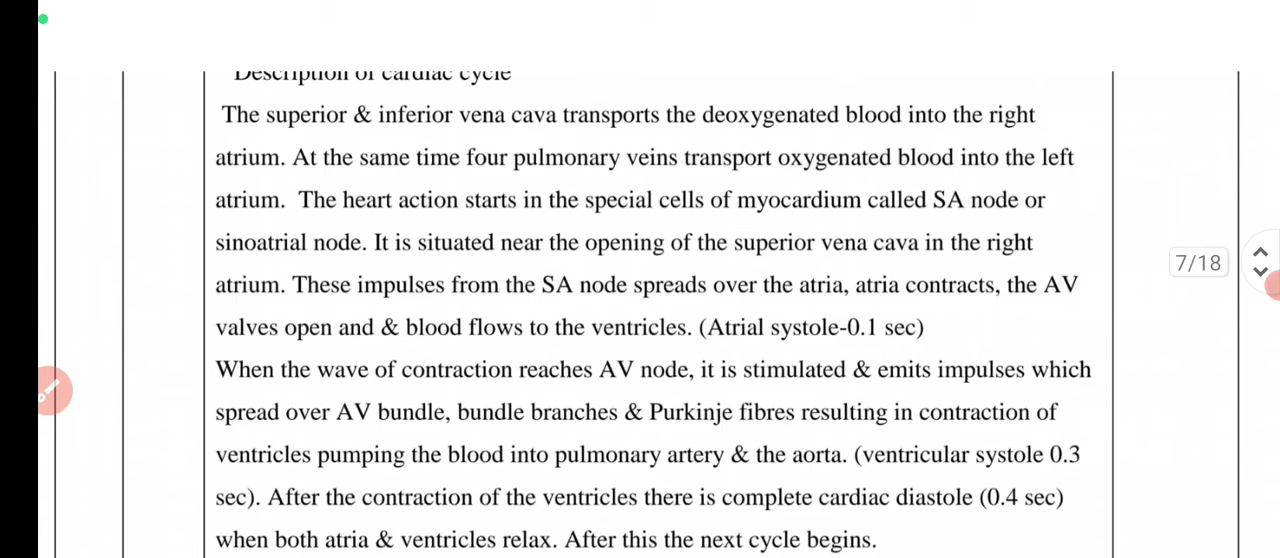 Description of cardiac cycle
The superior & inferior vena cava transports the deoxygenated blood into the right
atrium. At the same time four pulmonary veins transport oxygenated blood into the left
atrium. The heart action starts in the special cells of myocardium called SA node or
sinoatrial node. It is situated near the opening of the superior vena cava in the right
atrium. These impulses from the SA node spreads over the atria, atria contracts, the AV
valves open and & blood flows to the ventricles. (Atrial systole-0.1 sec)
When the wave of contraction reaches AV node, it is stimulated & emits impulses which
spread over AV bundle, bundle branches & Purkinje fibres resulting in contraction of
ventricles pumping the blood into pulmonary artery & the aorta. (ventricular systole 0.3
sec). After the contraction of the ventricles there is complete cardiac diastole (0.4 sec)
when both atria & ventricles relax. After this the next cycle begins.
7/18